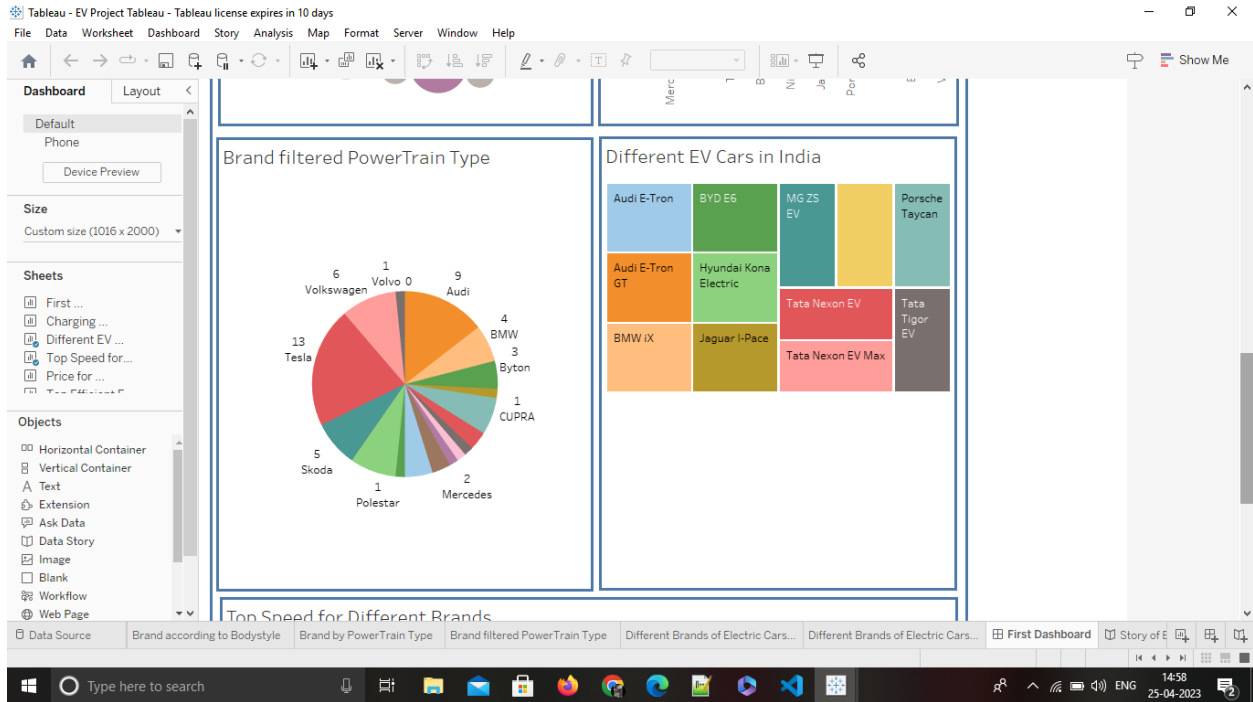 Tableau - EV Project Tableau - Tableau license expires in 10 days
File Data Worksheet Dashboard Story Analysis Map Format Server Window Help
Show Me
Dashboard Layout
Default
Phone
Device Preview
Size
Custom size (1016 x 2000)
Sheets
First ...
Charging ...
Different EV ...
Top Speed for...
Price for ...
Objects
Horizontal Container
Vertical Container
A Text
Extension
Ask Data
Data Story
Image
Blank
Workflow
Web Page
Merc
Ja
Por
Brand filtered PowerTrain Type
1
Volvo 0
6
Volkswagen
9
Audi
4
BMW
13
Tesla
3
Byton
1
CUPRA
5
Skoda
2
Mercedes
1
Polestar
Different EV Cars in India
Audi E-Tron
BYD E6
MG ZS
EV
Porsche
Taycan
Audi E-Tron
GT
Hyundai Kona
Electric
Tata Nexon EV
Tata
Tigor
EV
BMW iX
Jaguar I-Pace
Tata Nexon EV Max
Top Speed for Different Brands
Data Source Brand according to Bodystyle Brand by PowerTrain Type Brand filtered PowerTrain Type Different Brands of Electric Cars... Different Brands of Electric Cars... First Dashboard Story of E
Type here to search
ENG
14:58
25-04-2023
2